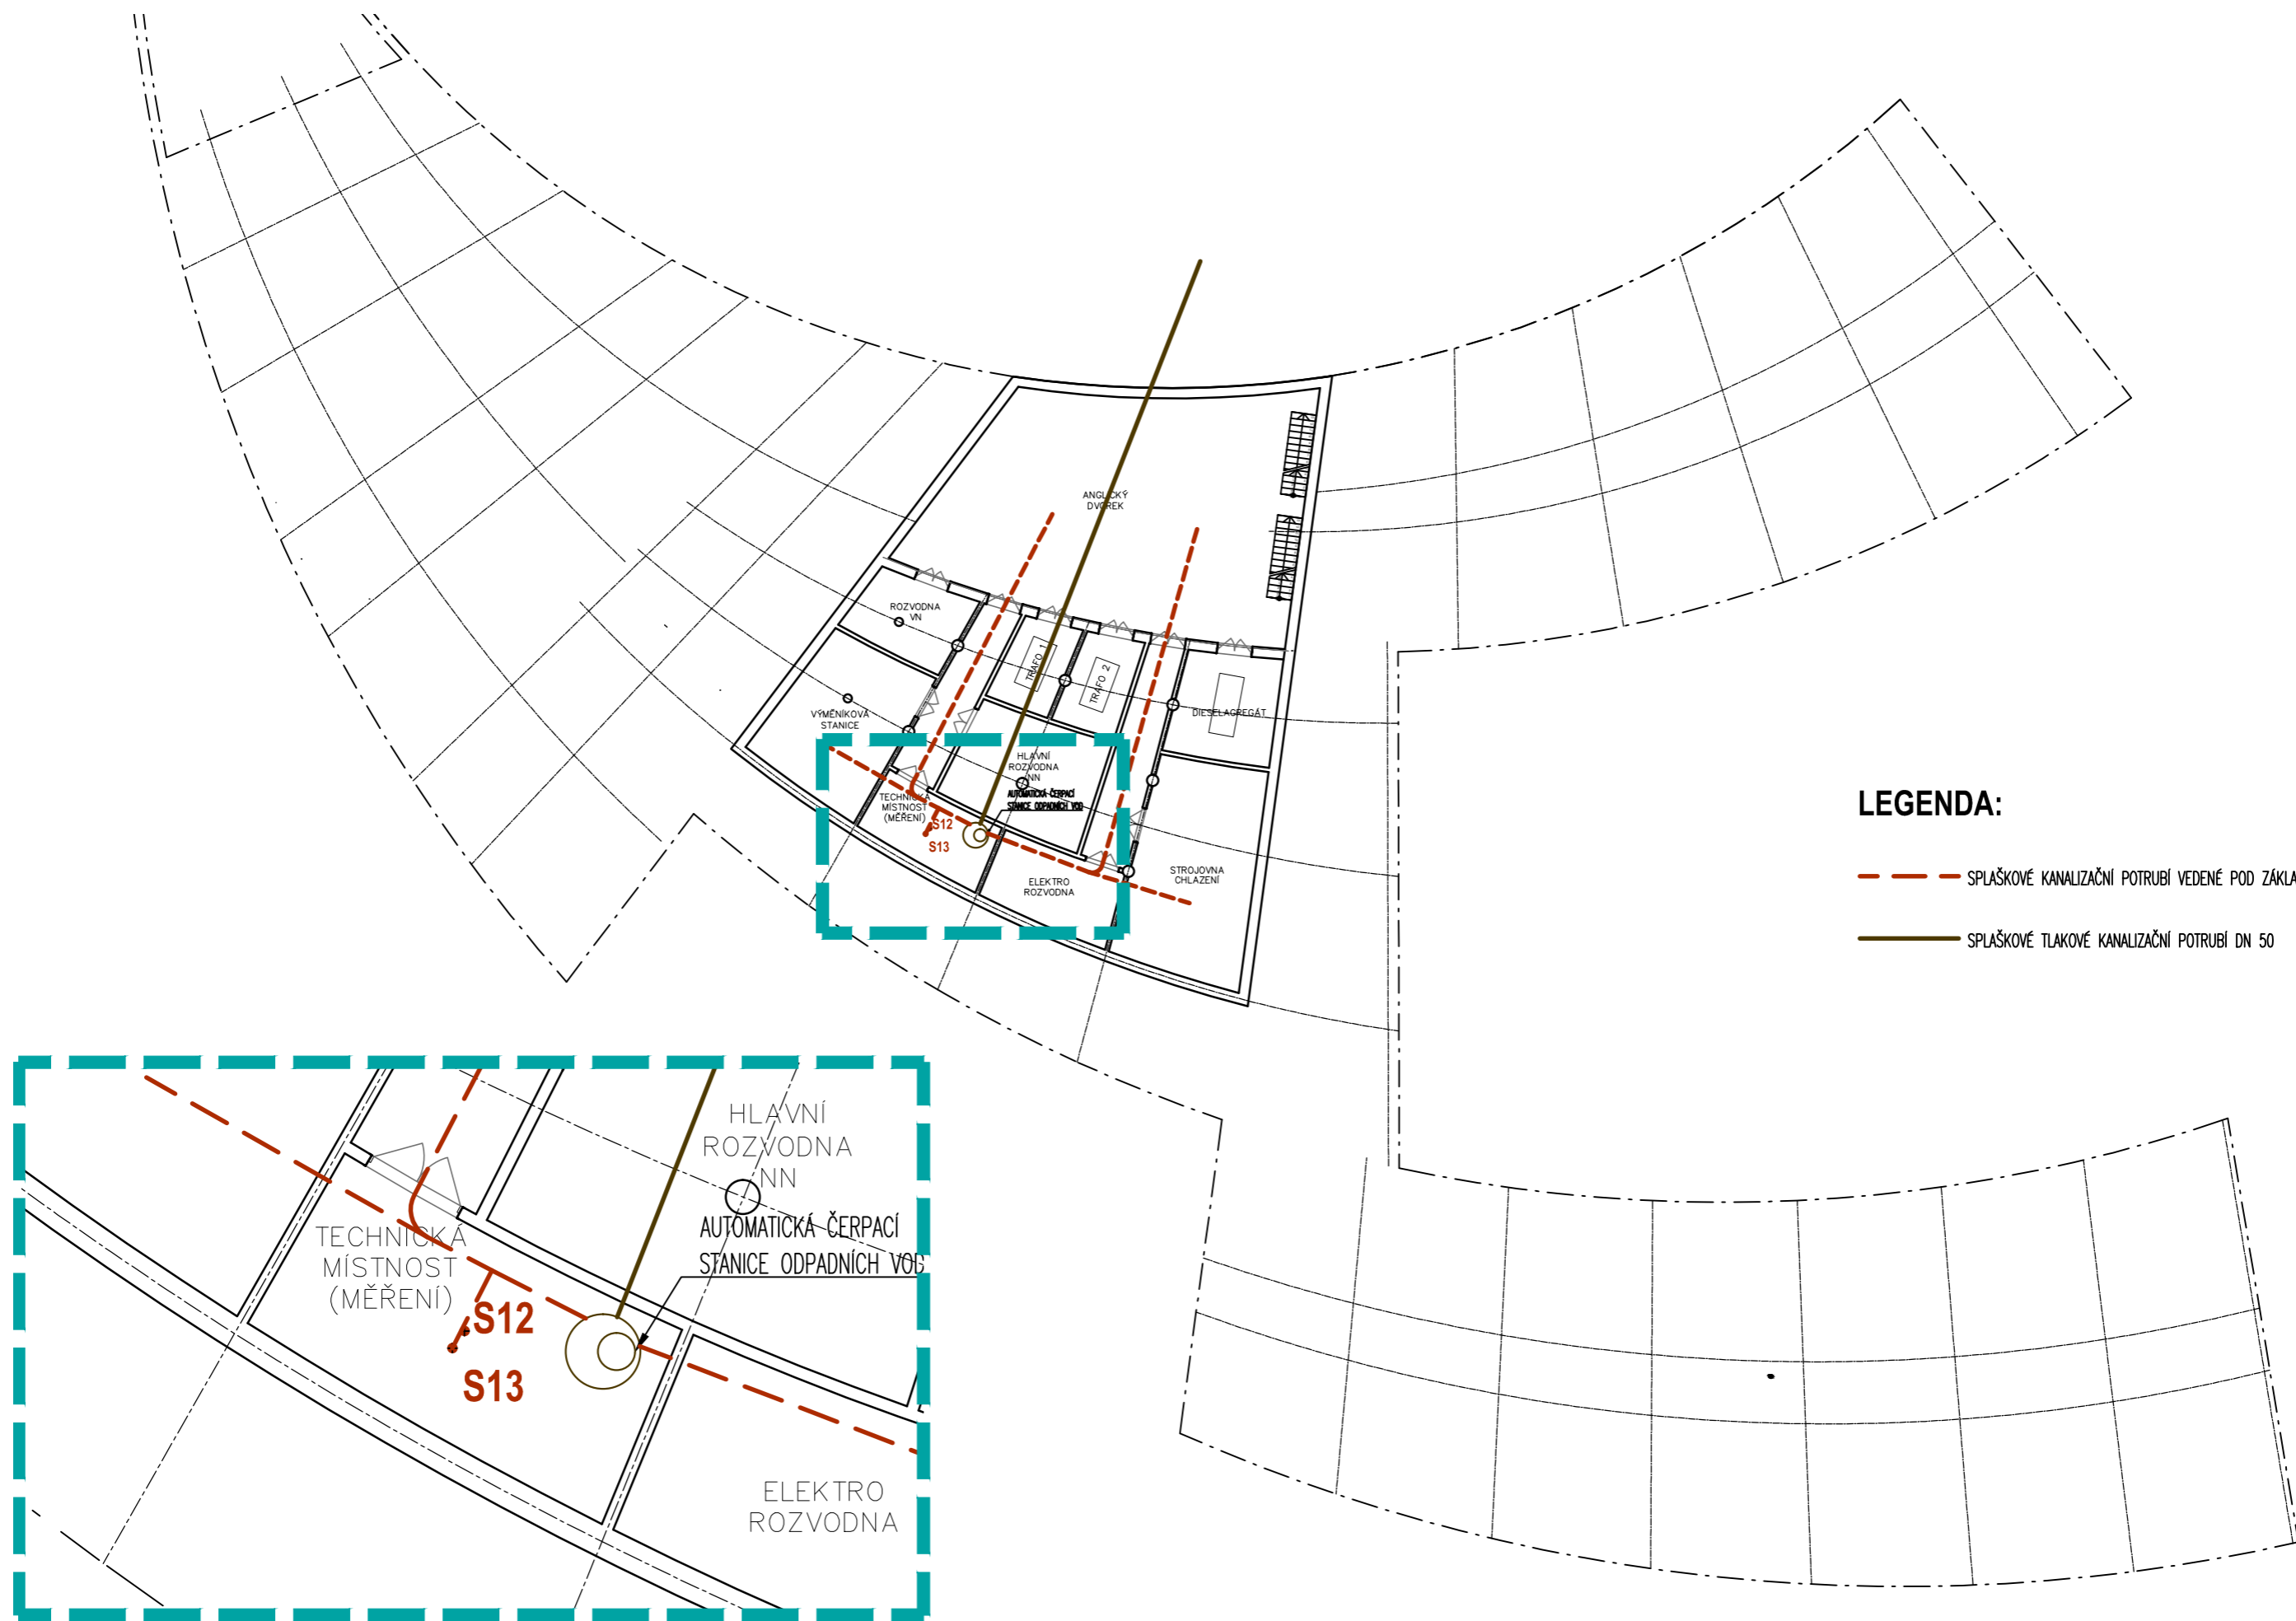 ANGLICKÝ
DVOREK
ROZVODNA
VN
TRAFO 1
TRAFO 2
DIESELAGREGÁT
VÝMĚNÍKOVÁ
STANICE
HLAVNÍ
ROZVODNA
NN
AUTOMATICKÁ ČERPACÍ
STANICE ODPADNÍCH VOD
TECHNICKÁ
MÍSTNOST
(MĚŘENÍ)
S12
S13
ELEKTRO
ROZVODNA
STROJOVNA
CHLAZENÍ
LEGENDA:
SPLAŠKOVÉ KANALIZAČNÍ POTRUBÍ VEDENÉ POD ZÁKLA
SPLAŠKOVÉ TLAKOVÉ KANALIZAČNÍ POTRUBÍ DN 50
HLAVNÍ
ROZVODNA
NN
AUTOMATICKÁ ČERPACÍ
STANICE ODPADNÍCH VOD
TECHNICKÁ
MÍSTNOST
(MĚŘENÍ)
S12
S13
ELEKTRO
ROZVODNA